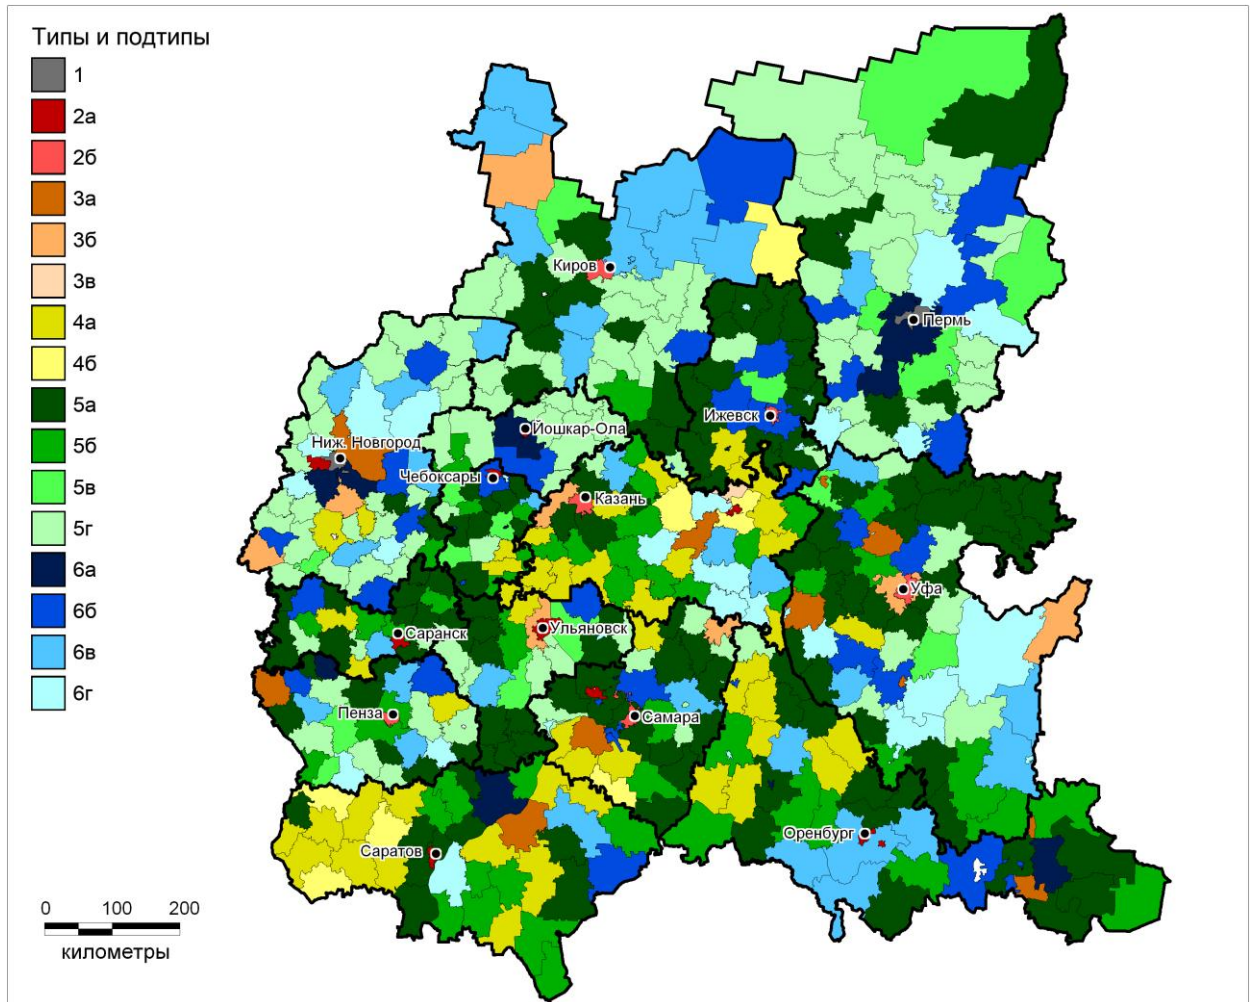 Типы и подтипы
1
2а
2б
3а
3б
3в
4а
4б
5а
5б
5в
5г
6а
6б
6в
6г
Киров
Пермь
Ижевск
Йошкар-Ола
Ниж. Новгород
Чебоксары
Казань
Уфа
Ульяновск
Саранск
Пенза
Самара
Оренбург
Саратов
0 100 200
километры